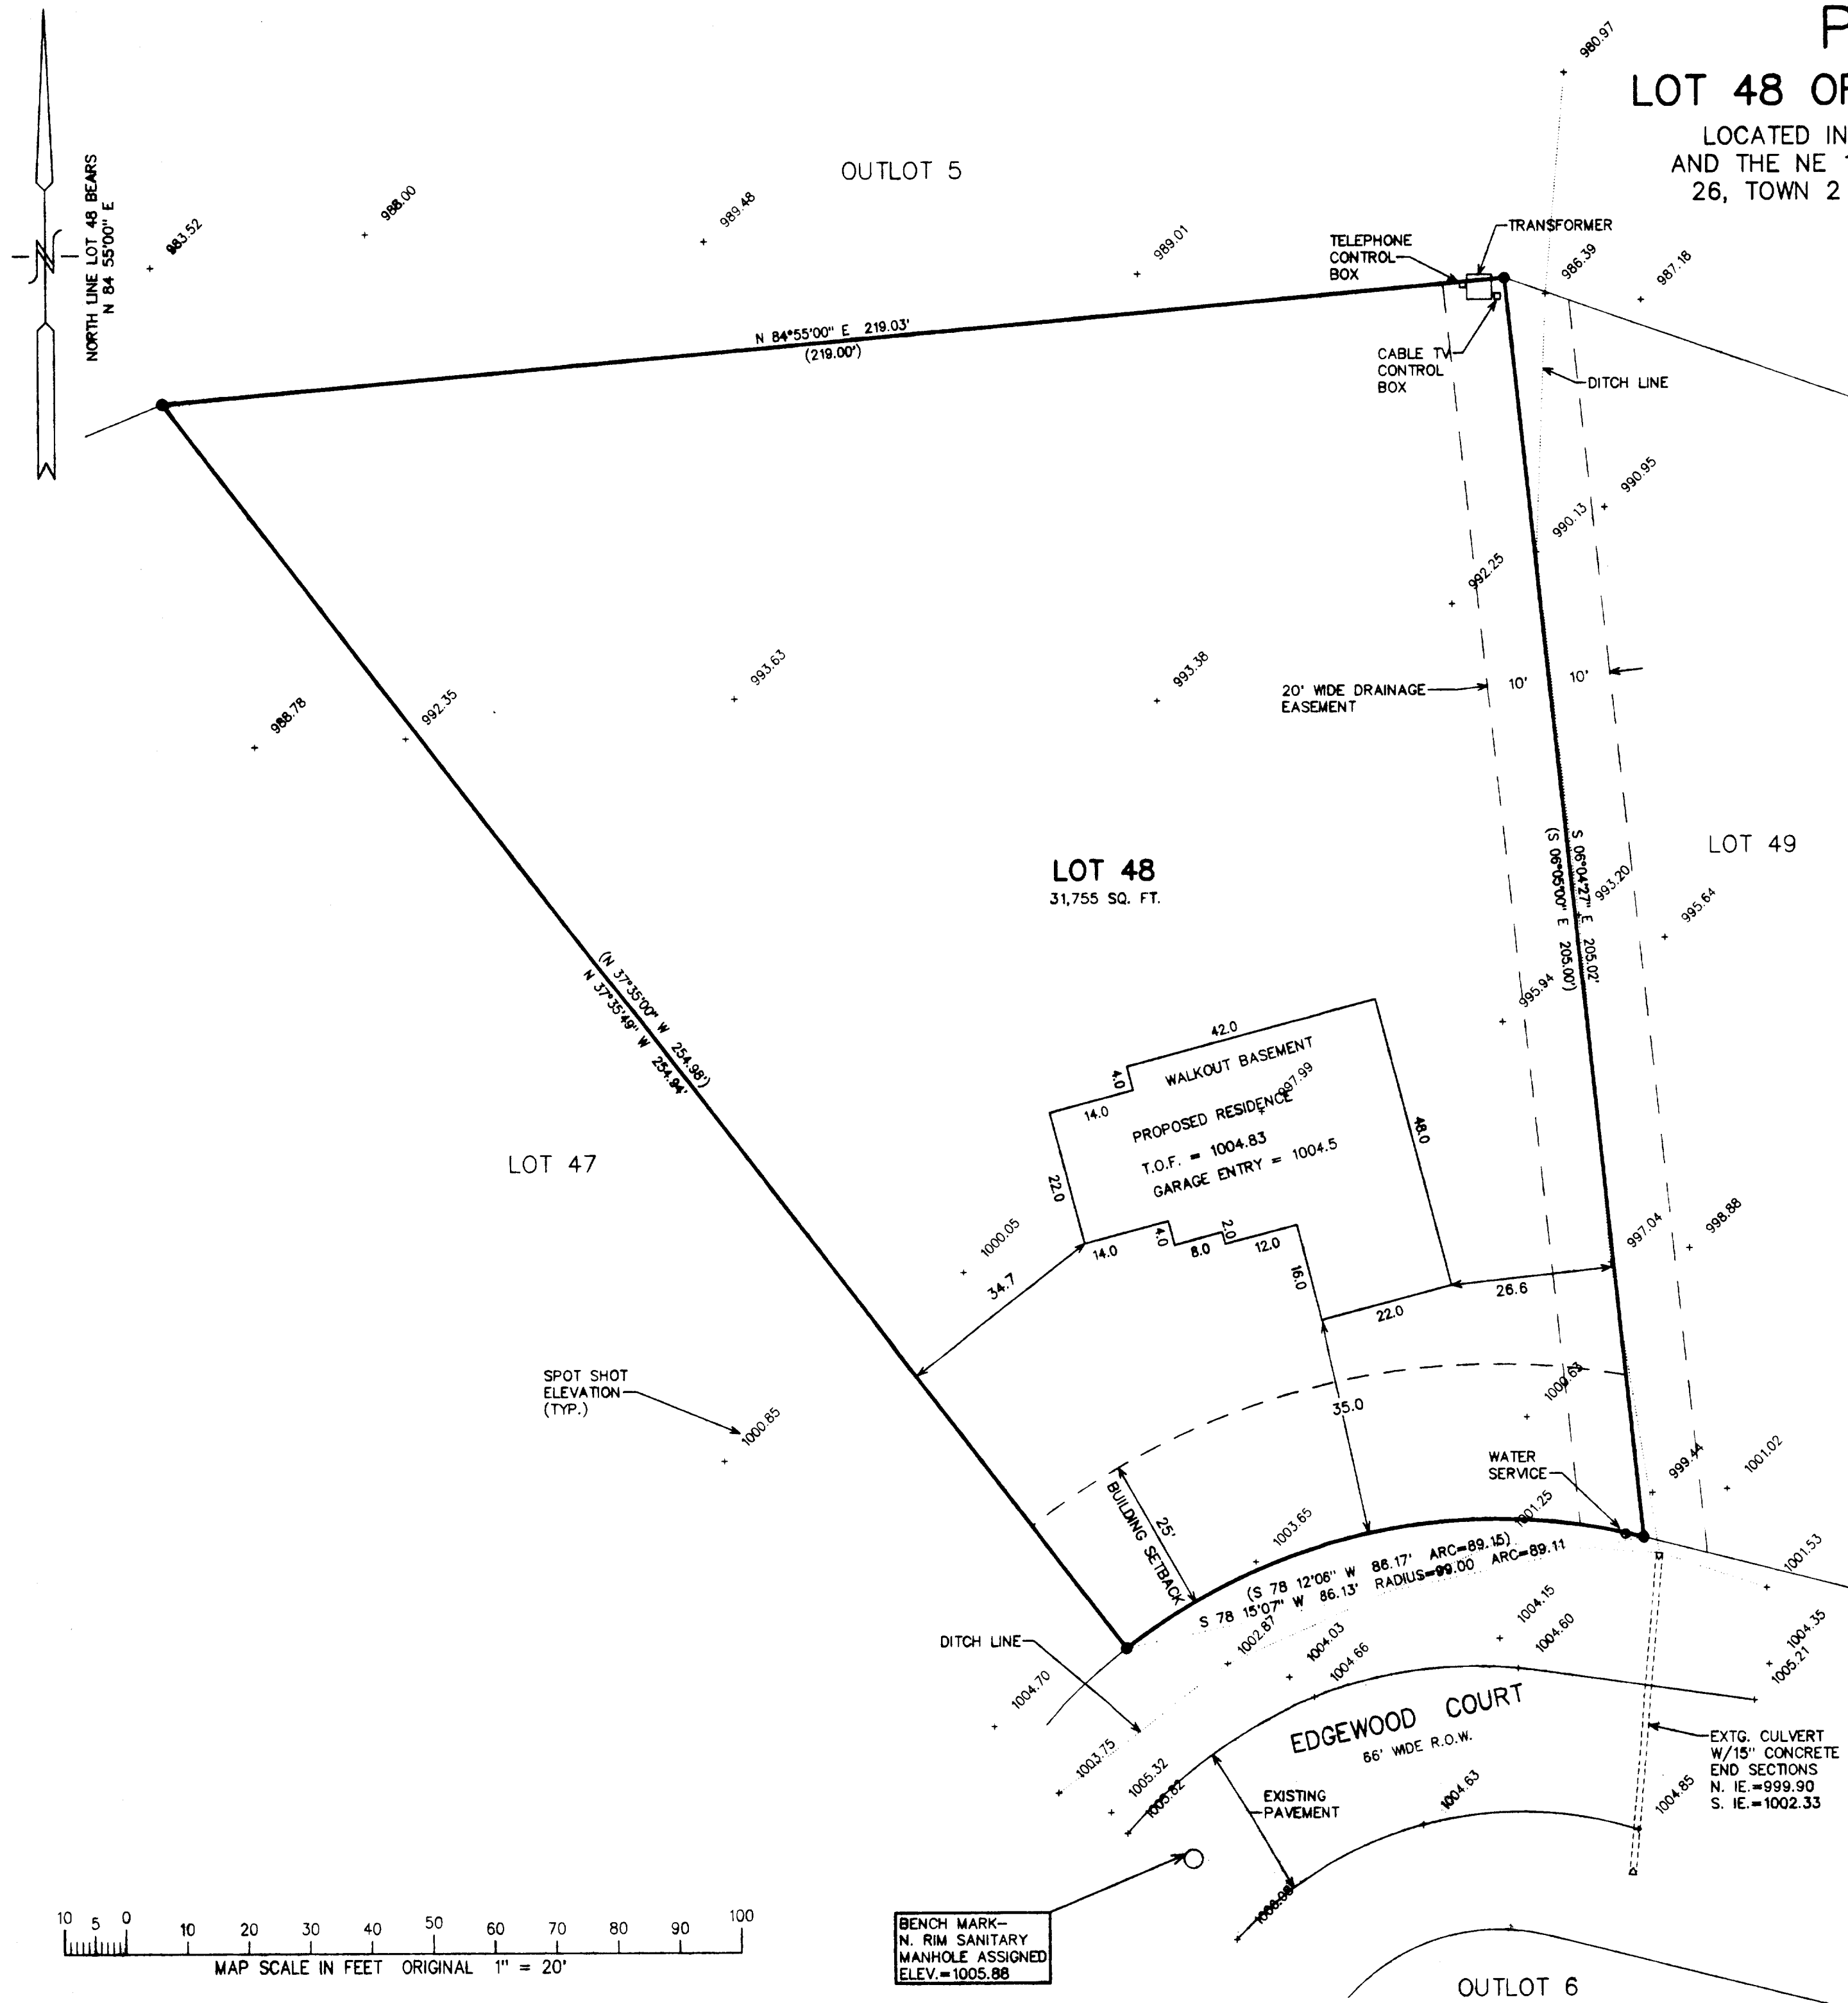 P
LOT 48 OF
LOCATED IN
AND THE NE
26, TOWN 2
980.97
NORTH LINE LOT 48 BEARS
N 84 55'00" E
N
OUTLOT 5
983.52
988.00
989.48
989.01
TELEPHONE
CONTROL
BOX
TRANSFORMER
986.39
987.18
N 84°55'00" E 219.03'
(219.00')
CABLE TV
CONTROL
BOX
DITCH LINE
990.95
990.13
992.25
993.63
993.38
988.78
992.35
20' WIDE DRAINAGE
EASEMENT
10'
10'
LOT 48
31,755 SQ. FT.
S 06°04'27" E 205.02'
(S 06°05'00" E 205.00')
LOT 49
993.20
995.64
995.94
(N 37°35'00" W 254.98')
N 37°35'49" W 254.94'
LOT 47
42.0
4.0
WALKOUT BASEMENT
14.0
997.99
PROPOSED RESIDENCE
T.O.F. = 1004.83
GARAGE ENTRY = 1004.5
48.0
22.0
14.0
4.0
8.0
2.0
12.0
16.0
22.0
26.6
34.7
1000.05
997.04
998.88
SPOT SHOT
ELEVATION
(TYP.)
1000.85
35.0
1000.63
25'
BUILDING SETBACK
WATER
SERVICE
999.44
1001.02
1001.25
1003.65
(S 78 12'06" W 86.17' ARC=89.15)
S 78 15'07" W 86.13' RADIUS=99.00 ARC=89.11
1001.53
DITCH LINE
1002.87
1004.03
1004.66
1004.15
1004.60
1004.35
1005.21
1004.70
1003.75
1005.32
1005.82
EDGEWOOD COURT
66' WIDE R.O.W.
EXISTING
PAVEMENT
1004.63
1004.85
EXTG. CULVERT
W/15" CONCRETE
END SECTIONS
N. IE.=999.90
S. IE.=1002.33
BENCH MARK-
N. RIM SANITARY
MANHOLE ASSIGNED
ELEV.=1005.88
10 5 0 10 20 30 40 50 60 70 80 90 100
MAP SCALE IN FEET ORIGINAL 1" = 20'
OUTLOT 6